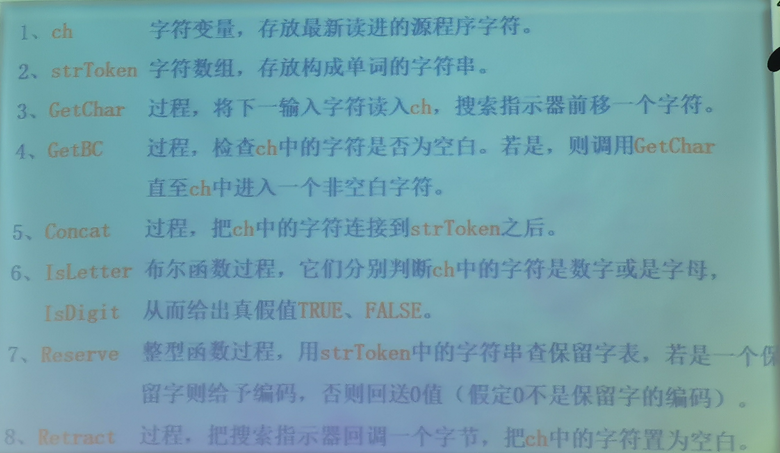 1、ch 字符变量，存放最新读进的源程序字符。
2、strToken 字符数组，存放构成单词的字符串。
3、GetChar 过程，将下一输入字符读入ch，搜索指示器前移一个字符。
4、GetBC 过程，检查ch中的字符是否为空白。若是，则调用GetChar
直至ch中进入一个非空白字符。
5、Concat 过程，把ch中的字符连接到strToken之后。
6、IsLetter 布尔函数过程，它们分别判断ch中的字符是数字或是字母，
IsDigit 从而给出真假值TRUE、FALSE。
7、Reserve 整型函数过程，用strToken中的字符串查保留字表，若是一个保
留字则给予编码，否则回送0值（假定0不是保留字的编码）。
8、Retract 过程，把搜索指示器回调一个字节，把ch中的字符置为空白。